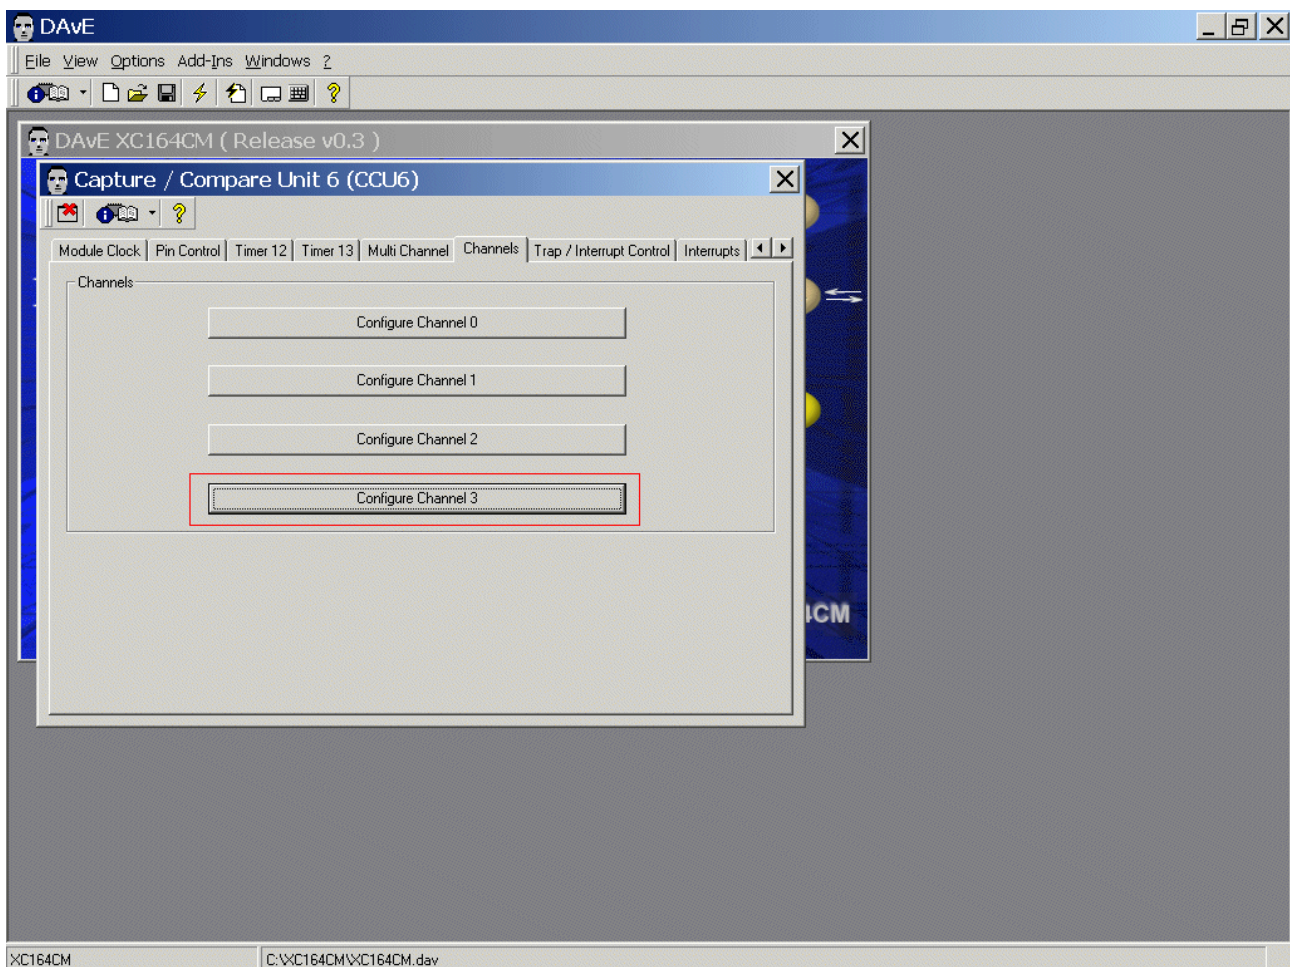 DAvE
File View Options Add-Ins Windows ?
DAvE XC164CM ( Release v0.3 )
Capture / Compare Unit 6 (CCU6)
Module Clock Pin Control Timer 12 Timer 13 Multi Channel Channels Trap / Interrupt Control Interrupts
Channels
Configure Channel 0
Configure Channel 1
Configure Channel 2
Configure Channel 3
CM
XC164CM C:\XC164CM\XC164CM.dav